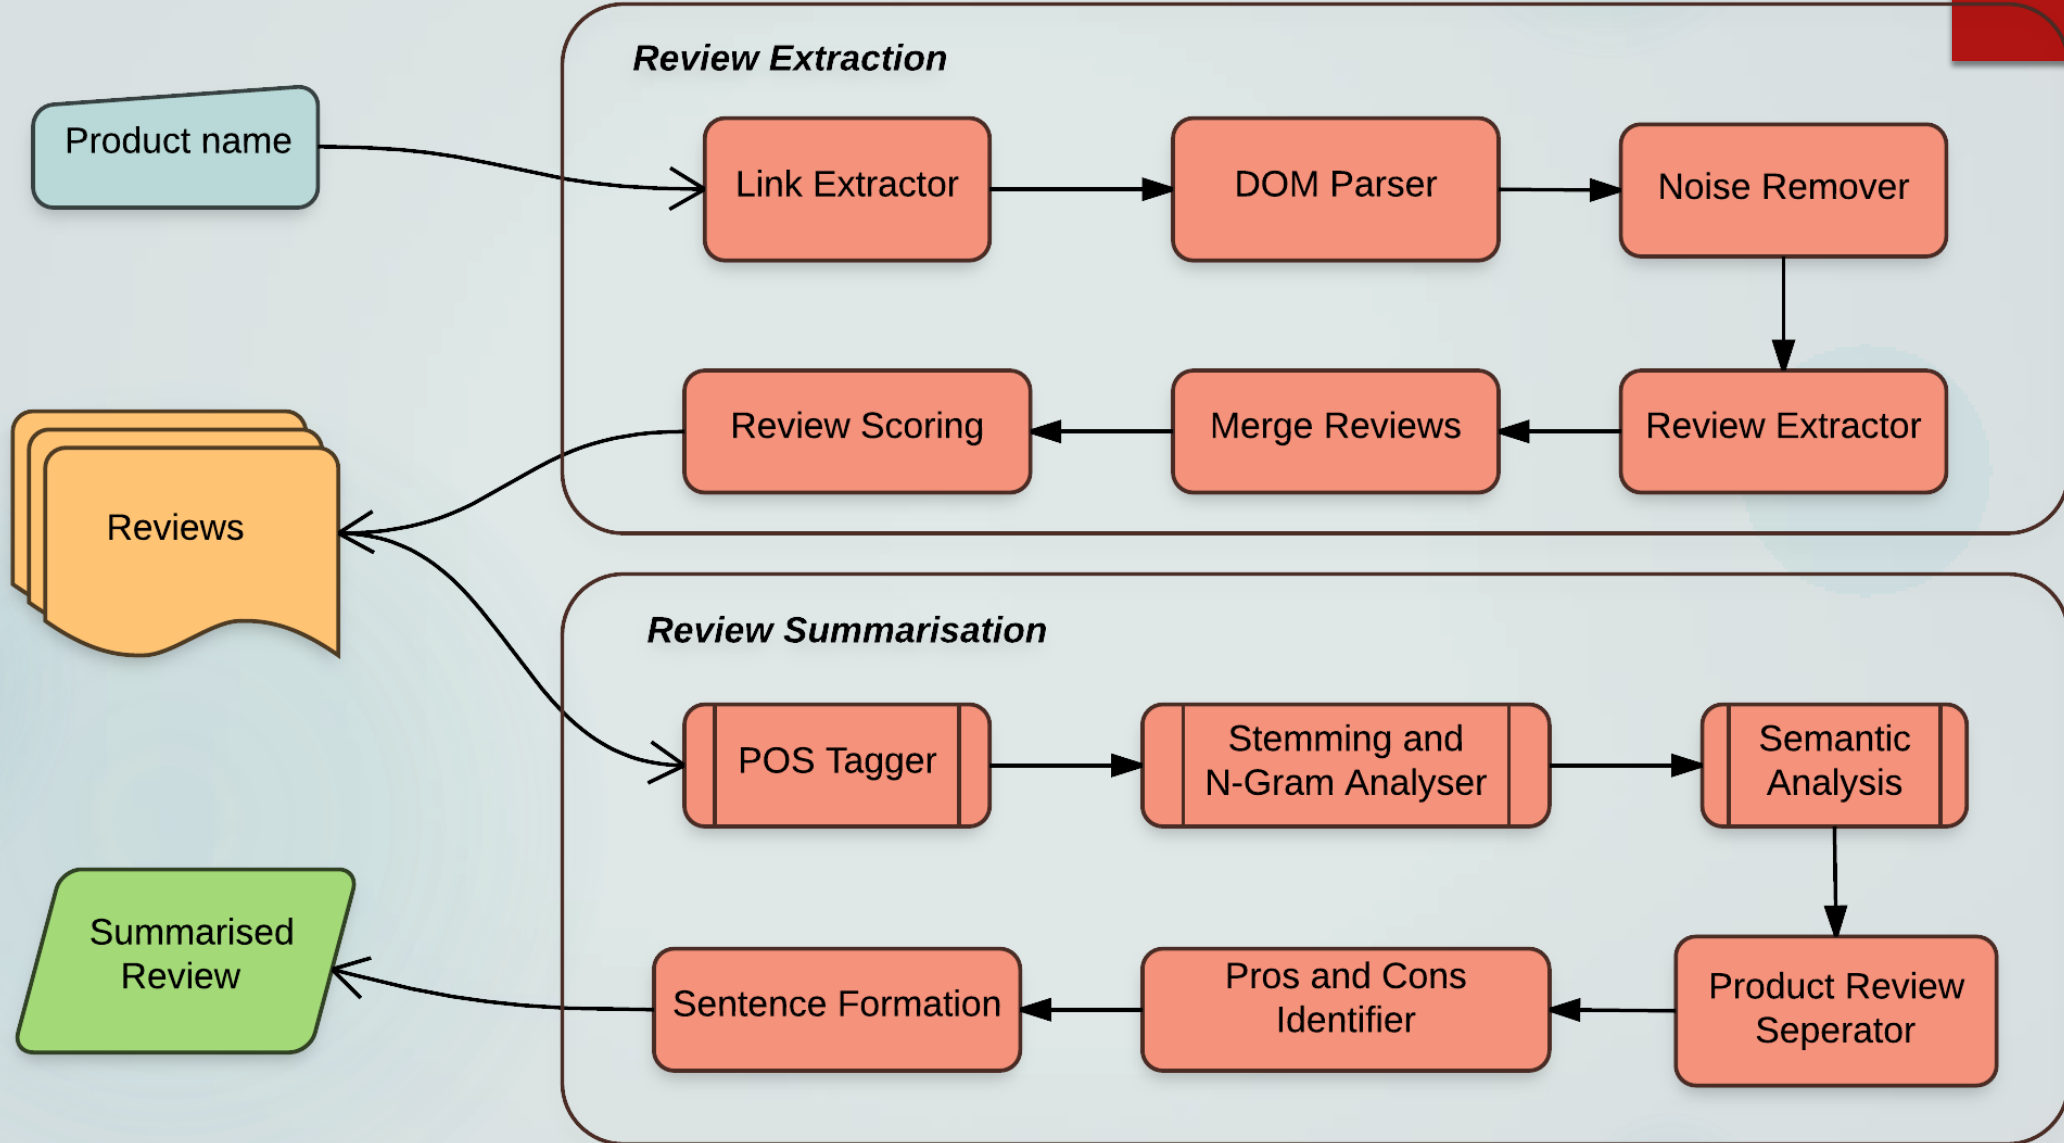 Review Extraction
Product name
Link Extractor
DOM Parser
Noise Remover
Review Scoring
Merge Reviews
Review Extractor
Reviews
Review Summarisation
POS Tagger
Stemming and
N-Gram Analyser
Semantic
Analysis
Summarised
Review
Sentence Formation
Pros and Cons
Identifier
Product Review
Seperator